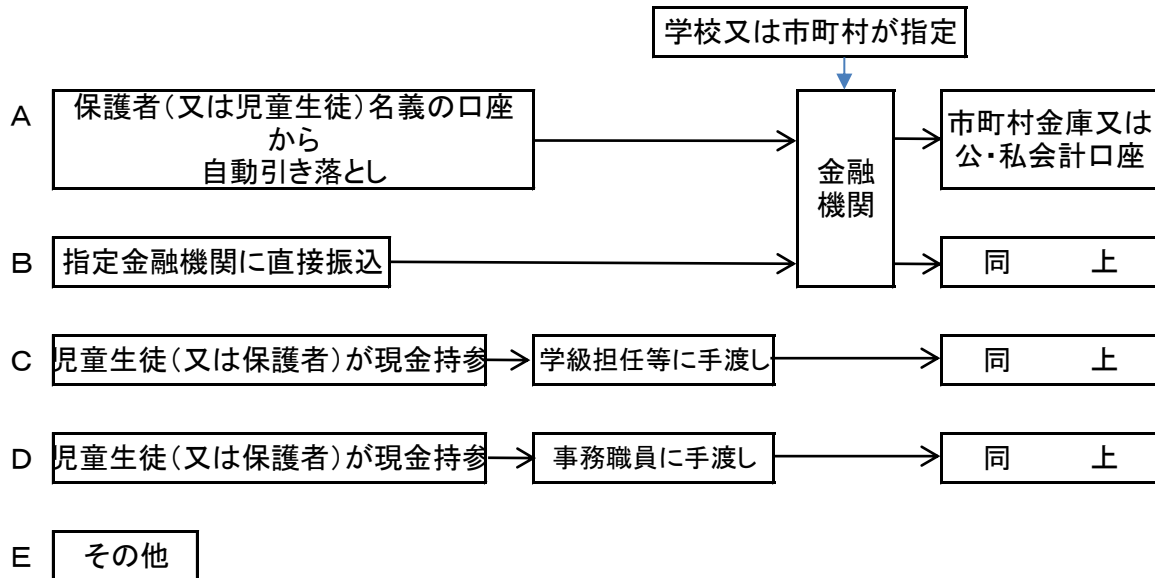 学校又は市町村が指定
A
保護者（又は児童生徒）名義の口座
から
自動引き落とし
金融
機関
市町村金庫又は
公・私会計口座
B
指定金融機関に直接振込
同　　上
C
児童生徒（又は保護者）が現金持参
学級担任等に手渡し
同　　上
D
児童生徒（又は保護者）が現金持参
事務職員に手渡し
同　　上
E
その他